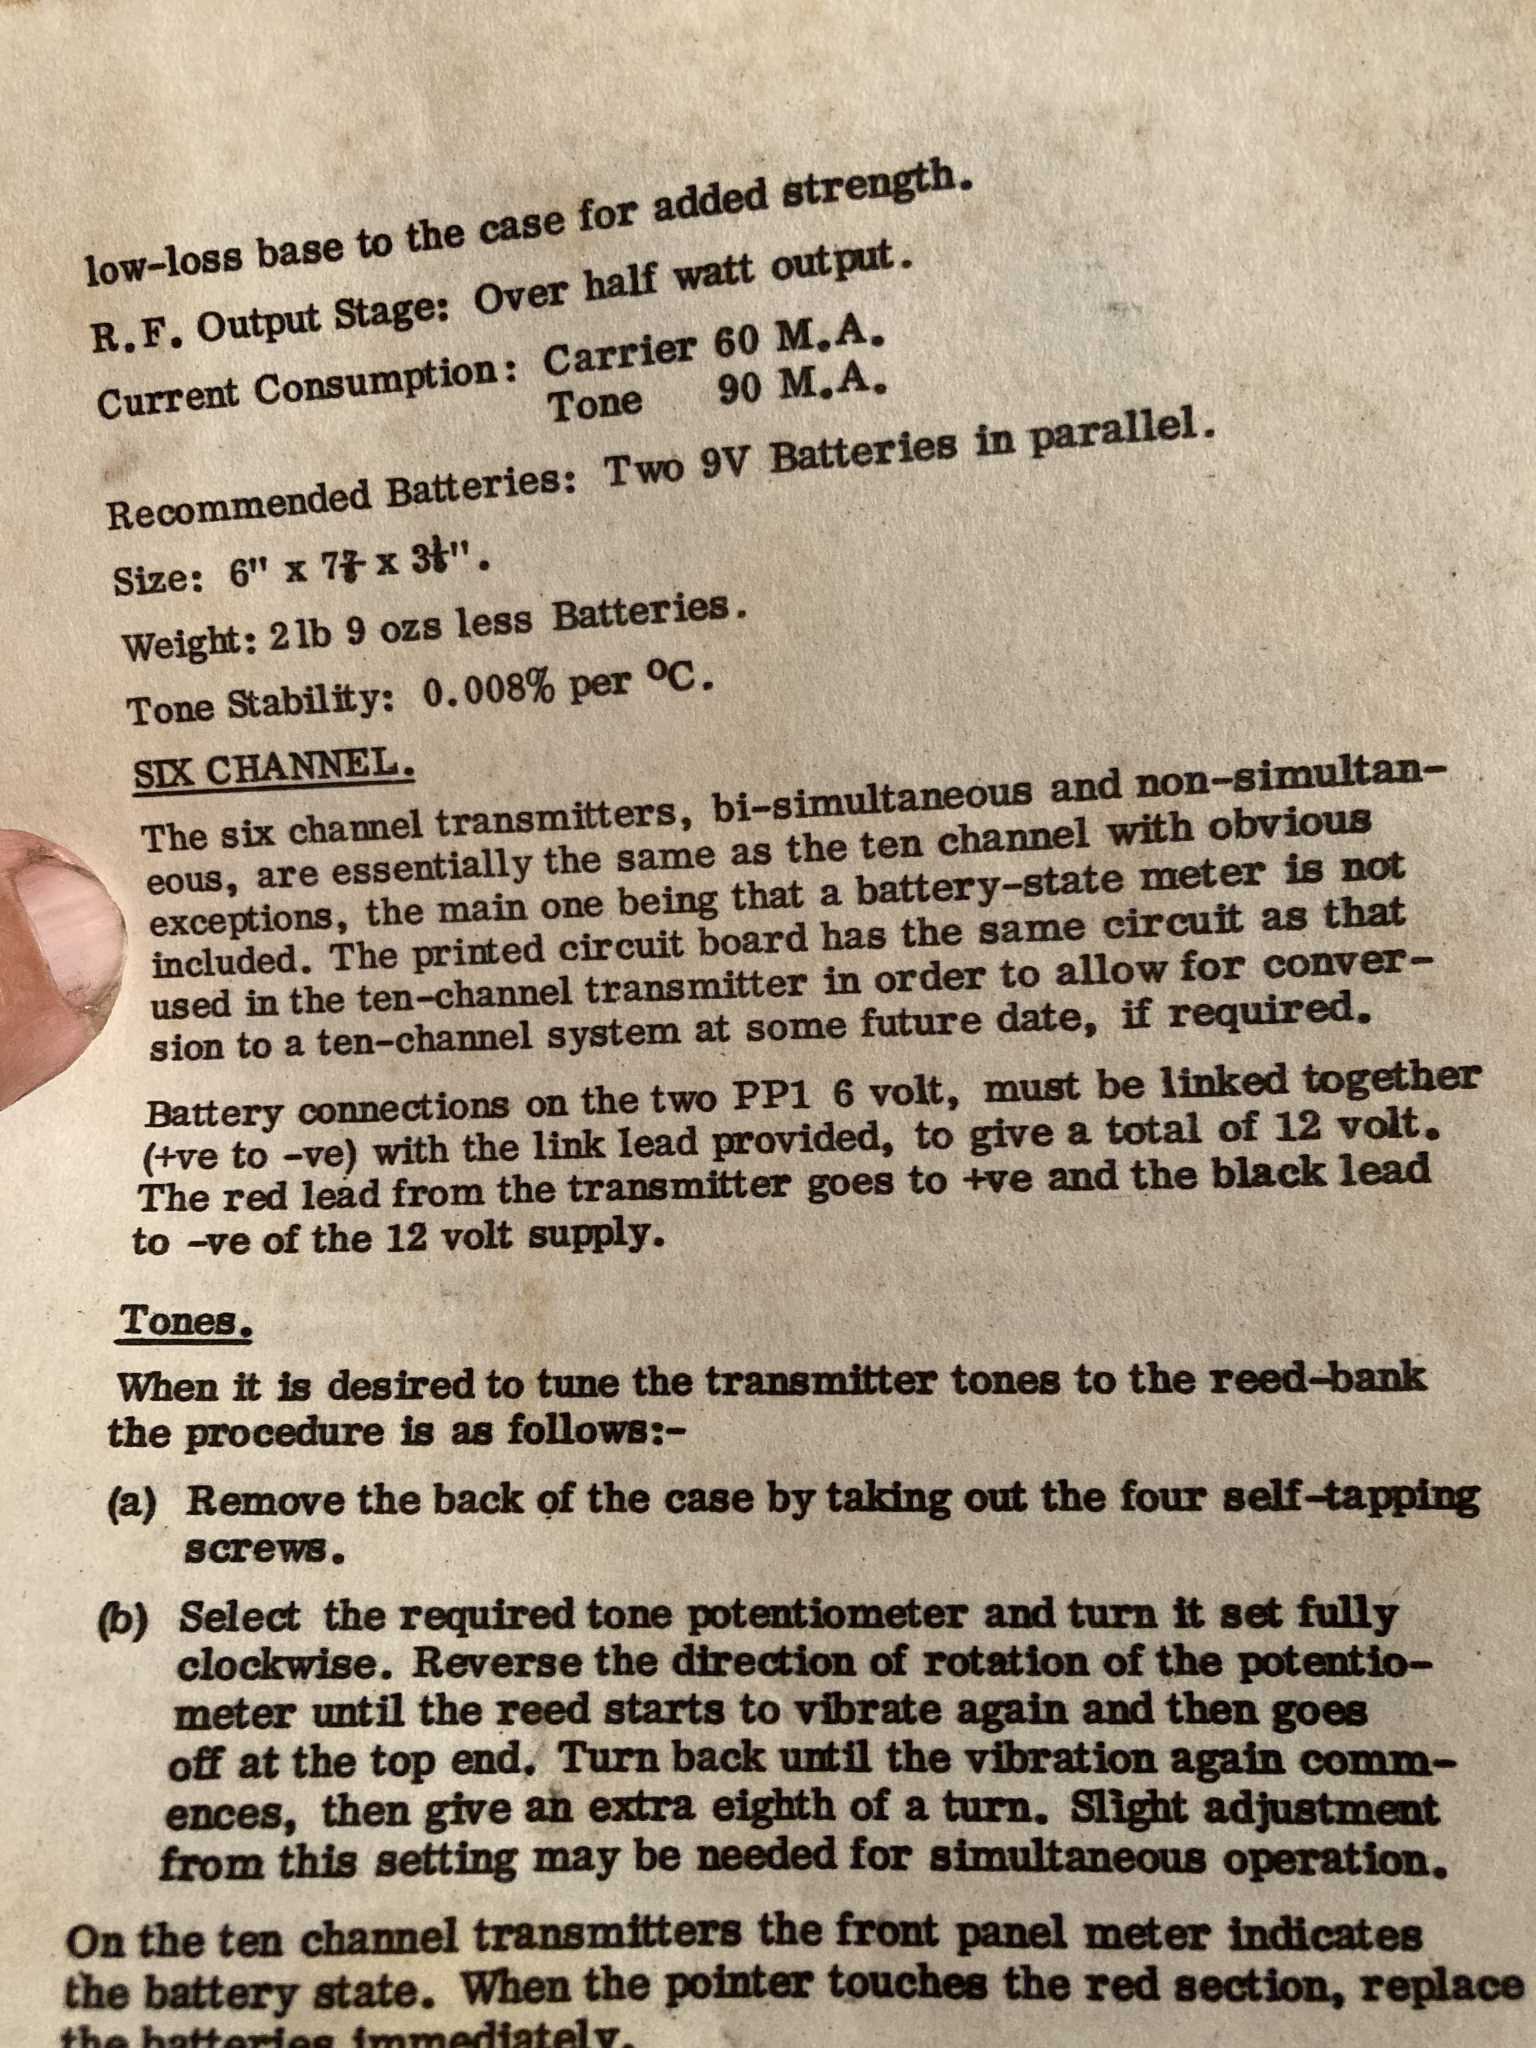 low-loss base to the case for added strength.
R.F. Output Stage: Over half watt output.
Current Consumption: Carrier 60 M.A.
Tone 90 M.A.
Recommended Batteries: Two 9V Batteries in parallel.
Size: 6" x 7⅞ x 3⅛".
Weight: 2lb 9 ozs less Batteries.
Tone Stability: 0.008% per ºC.
SIX CHANNEL.
The six channel transmitters, bi-simultaneous and non-simultan-
eous, are essentially the same as the ten channel with obvious
exceptions, the main one being that a battery-state meter is not
included. The printed circuit board has the same circuit as that
used in the ten-channel transmitter in order to allow for conver-
sion to a ten-channel system at some future date, if required.
Battery connections on the two PP1 6 volt, must be linked together
(+ve to -ve) with the link lead provided, to give a total of 12 volt.
The red lead from the transmitter goes to +ve and the black lead
to -ve of the 12 volt supply.
Tones.
When it is desired to tune the transmitter tones to the reed-bank
the procedure is as follows:-
(a) Remove the back of the case by taking out the four self-tapping
screws.
(b) Select the required tone potentiometer and turn it set fully
clockwise. Reverse the direction of rotation of the potentio-
meter until the reed starts to vibrate again and then goes
off at the top end. Turn back until the vibration again comm-
ences, then give an extra eighth of a turn. Slight adjustment
from this setting may be needed for simultaneous operation.
On the ten channel transmitters the front panel meter indicates
the battery state. When the pointer touches the red section, replace
the batteries immediately.